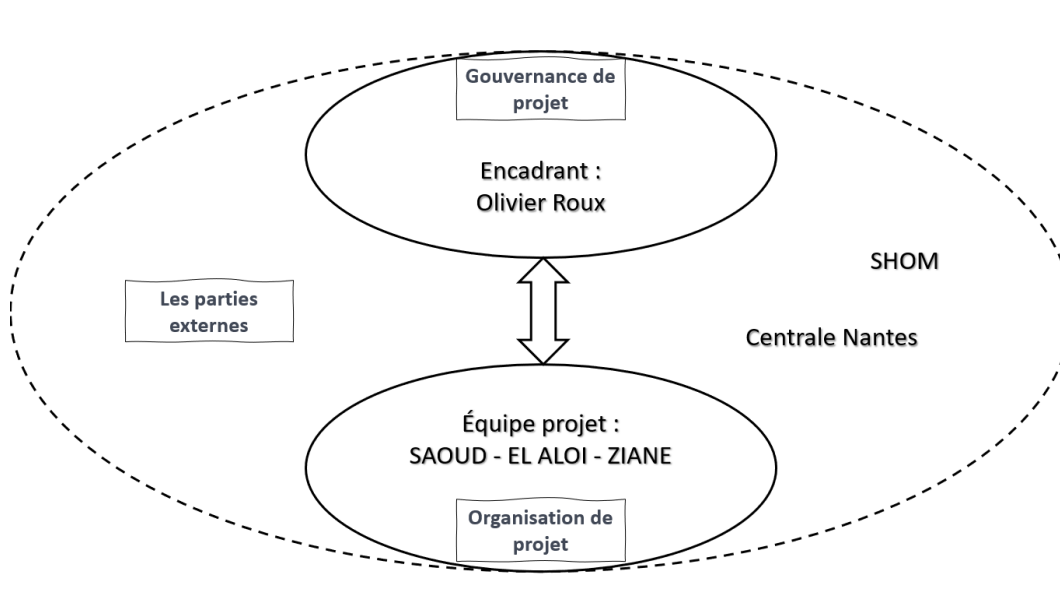 Gouvernance de
projet
Encadrant :
Olivier Roux
SHOM
Les parties
externes
Centrale Nantes
Équipe projet :
SAOUD - EL ALOI - ZIANE
Organisation de
projet